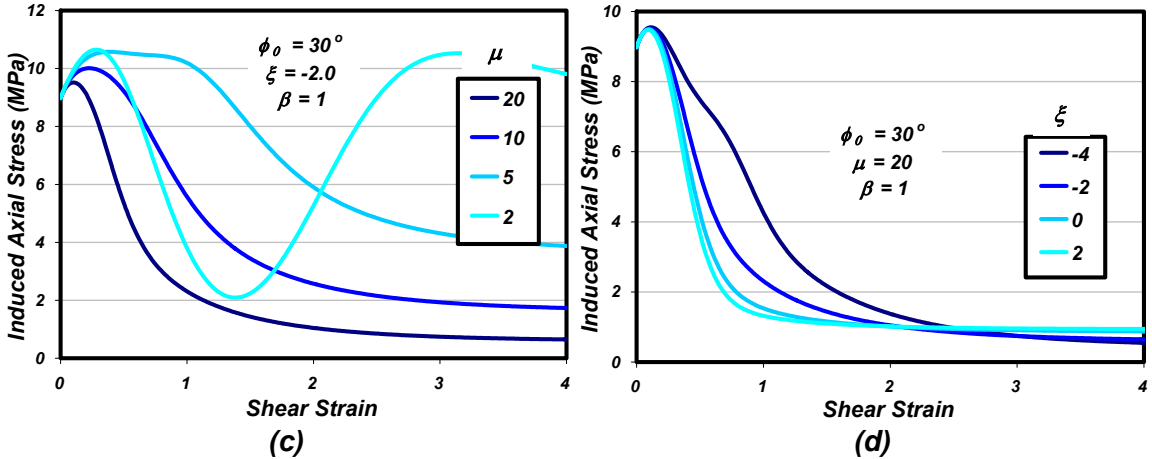 12
10
8
6
4
2
0
Induced Axial Stress (MPa)
ϕ₀ = 30°
ξ = -2.0
β = 1
μ
20
10
5
2
0 1 2 3 4
Shear Strain
(c)
10
8
6
4
2
0
Induced Axial Stress (MPa)
ϕ₀ = 30°
μ = 20
β = 1
ξ
-4
-2
0
2
0 1 2 3 4
Shear Strain
(d)